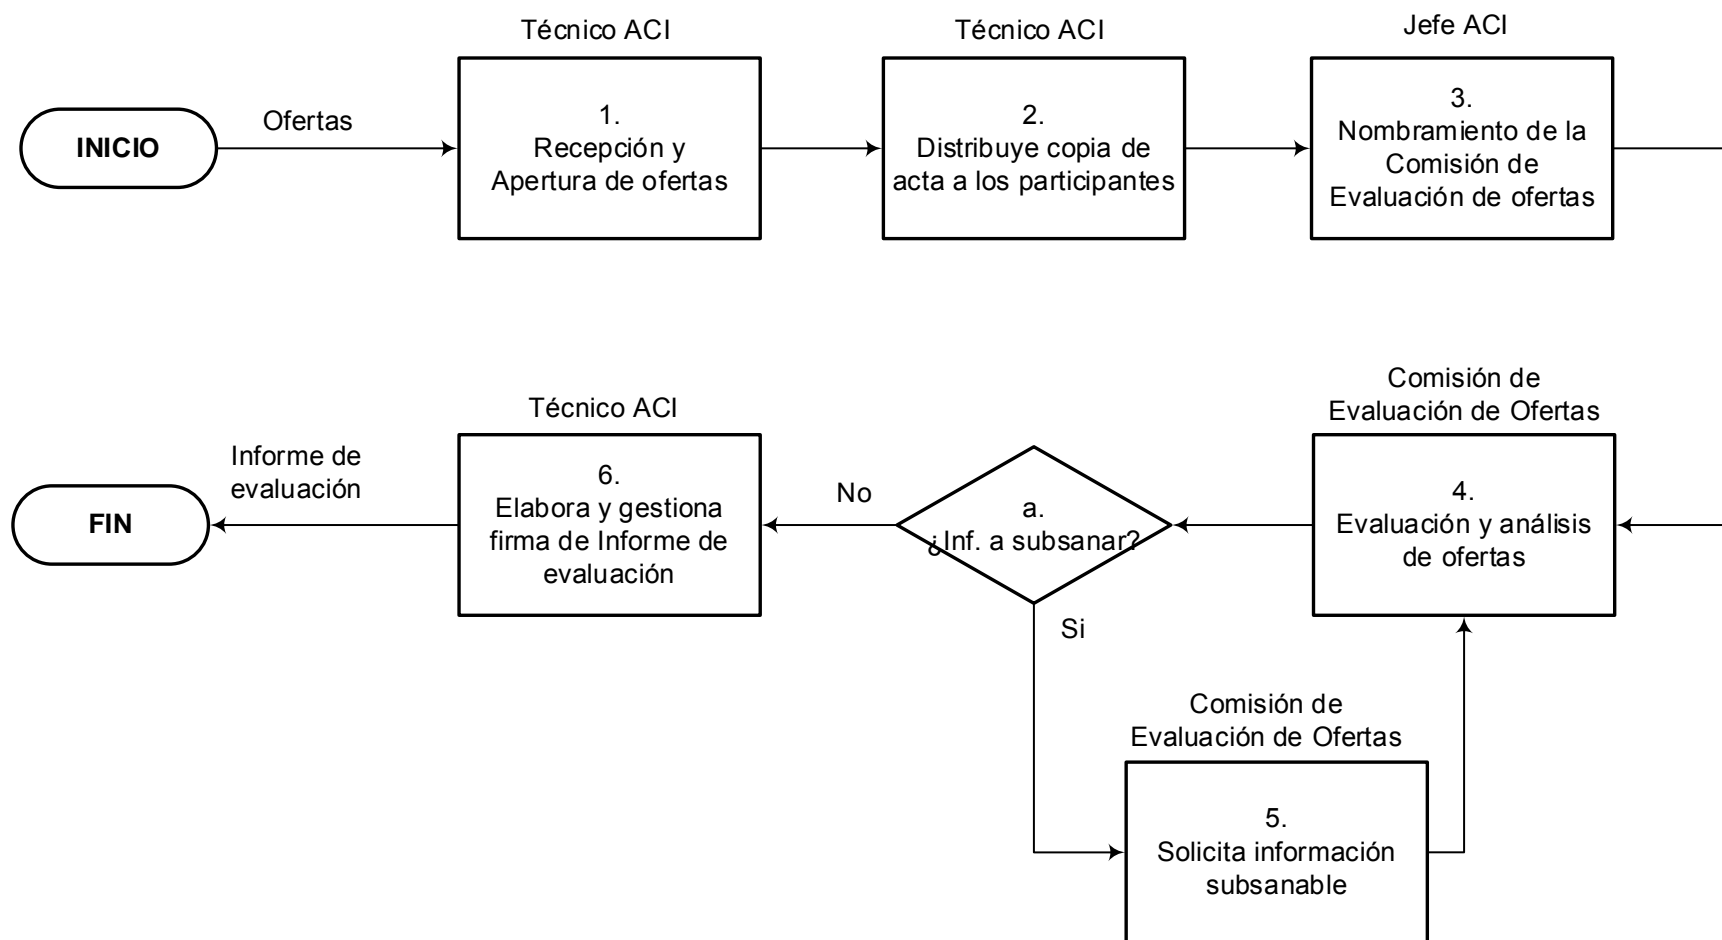 Técnico ACI
Técnico ACI
Jefe ACI
INICIO
Ofertas
1.
Recepción y
Apertura de ofertas
2.
Distribuye copia de
acta a los participantes
3.
Nombramiento de la
Comisión de
Evaluación de ofertas
Comisión de
Evaluación de Ofertas
4.
Evaluación y análisis
de ofertas
a.
¿Inf. a subsanar?
No
Si
Comisión de
Evaluación de Ofertas
5.
Solicita información
subsanable
Técnico ACI
6.
Elabora y gestiona
firma de Informe de
evaluación
Informe de
evaluación
FIN